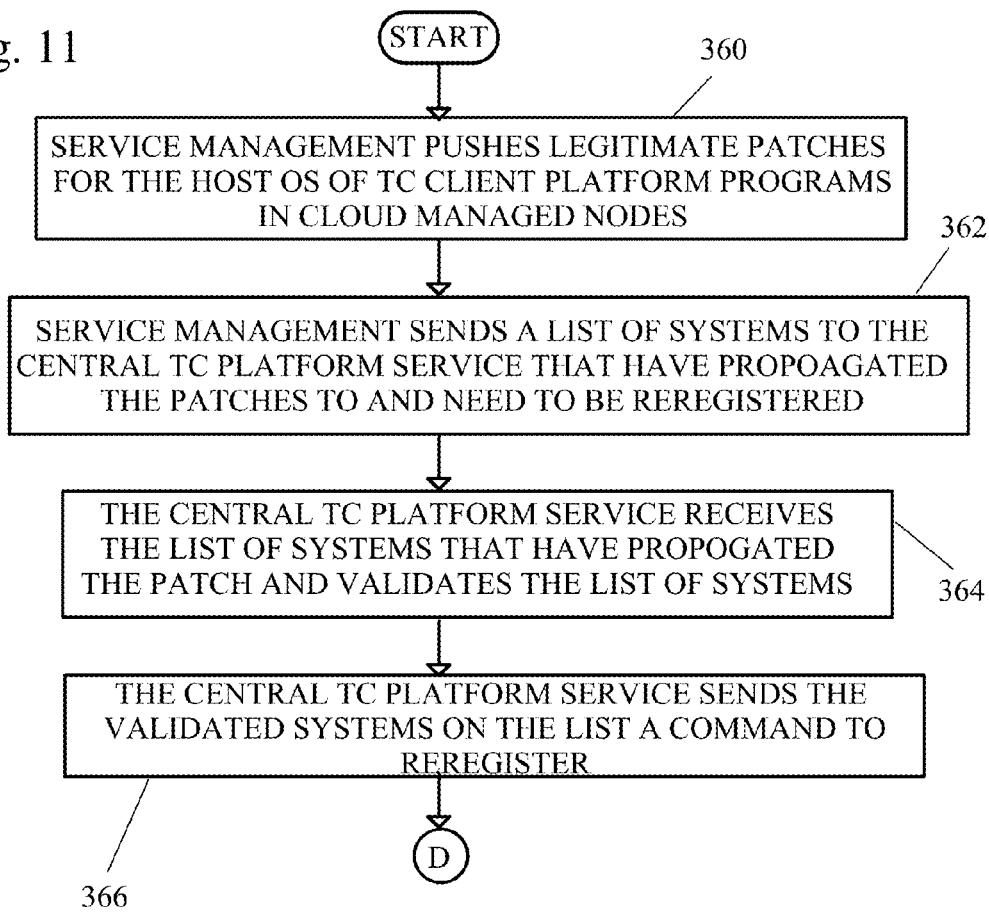 g. 11
START
360
SERVICE MANAGEMENT PUSHES LEGITIMATE PATCHES
FOR THE HOST OS OF TC CLIENT PLATFORM PROGRAMS
IN CLOUD MANAGED NODES
362
SERVICE MANAGEMENT SENDS A LIST OF SYSTEMS TO THE
CENTRAL TC PLATFORM SERVICE THAT HAVE PROPOAGATED
THE PATCHES TO AND NEED TO BE REREGISTERED
THE CENTRAL TC PLATFORM SERVICE RECEIVES
THE LIST OF SYSTEMS THAT HAVE PROPOGATED
THE PATCH AND VALIDATES THE LIST OF SYSTEMS
364
THE CENTRAL TC PLATFORM SERVICE SENDS THE
VALIDATED SYSTEMS ON THE LIST A COMMAND TO
REREGISTER
D
366